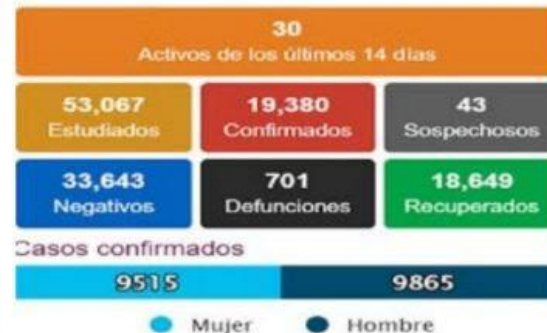 30
Activos de los últimos 14 días
53,067
Estudiados
19,380
Confirmados
43
Sospechosos
33,643
Negativos
701
Defunciones
18,649
Recuperados
Casos confirmados
9515 9865
Mujer Hombre